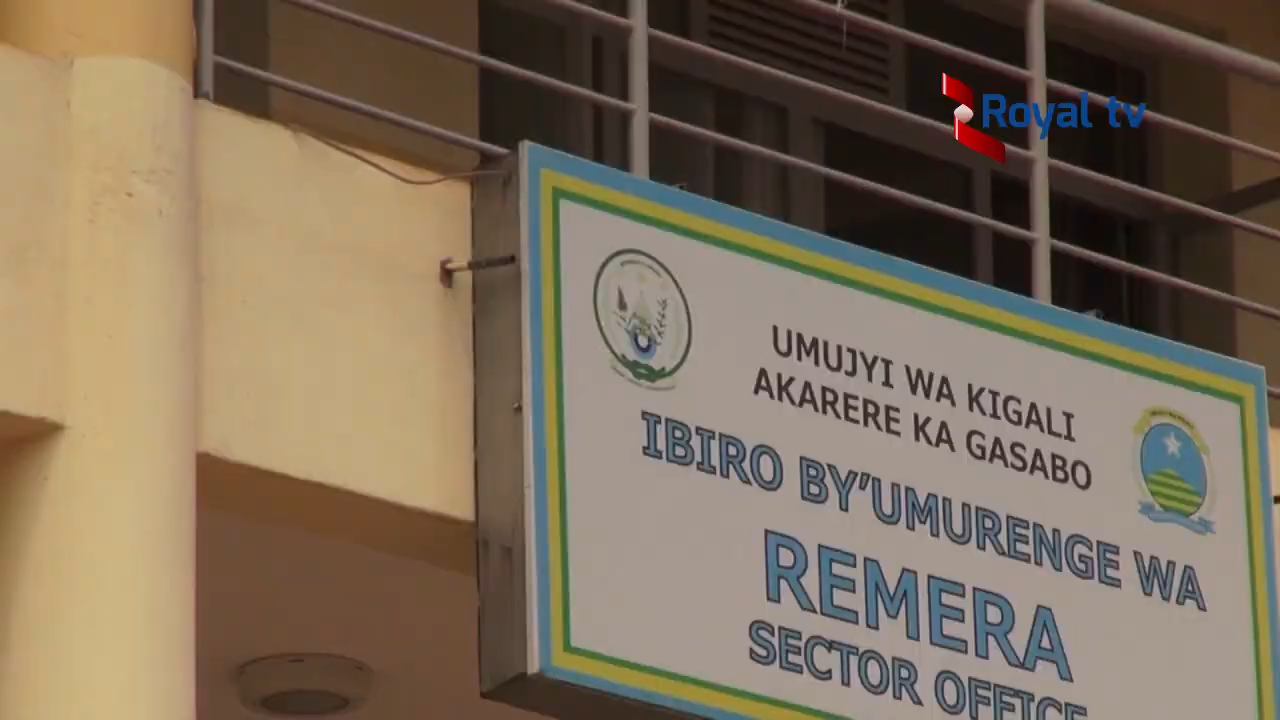 Royal tv
UMUJYI WA KIGALI
AKARERE KA GASABO
IBIRO BY'UMURENGE WA
REMERA
SECTOR OFFICE